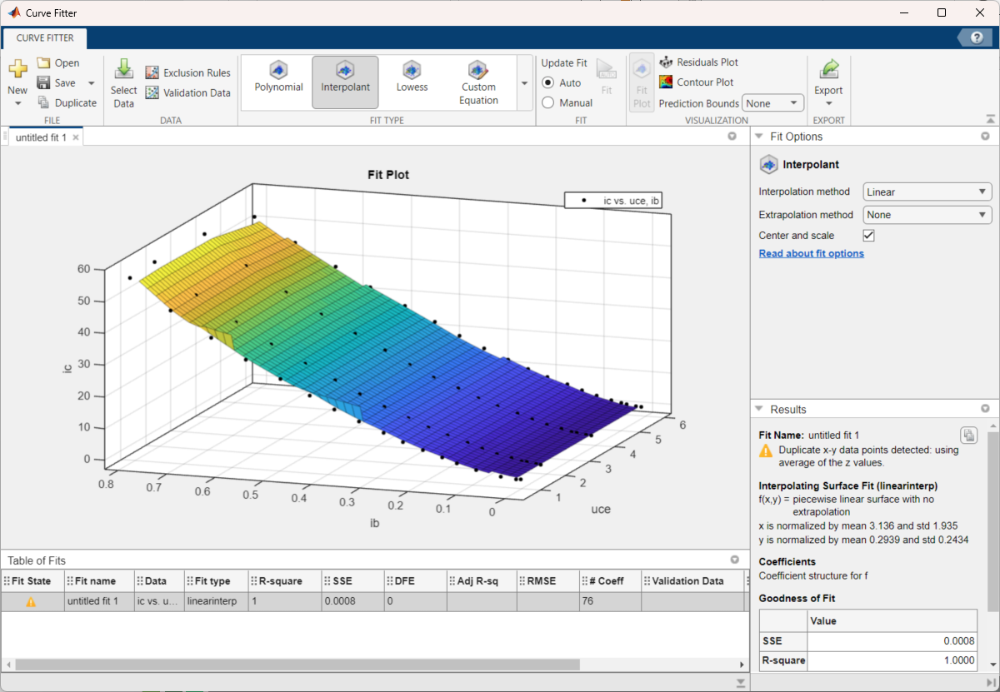 Curve Fitter
CURVE FITTER
?
New
Open
Save
Duplicate
FILE
Select Data
Exclusion Rules
Validation Data
DATA
Polynomial
Interpolant
Lowess
Custom Equation
FIT TYPE
Update Fit
Auto
Manual
Fit
FIT
Fit Plot
Residuals Plot
Contour Plot
Prediction Bounds None
VISUALIZATION
Export
EXPORT
untitled fit 1
Fit Plot
ic vs. uce, ib
60
50
40
30
20
10
0
ic
0.8
0.7
0.6
0.5
0.4
0.3
0.2
0.1
0
ib
1
2
3
4
5
6
uce
Fit Options
Interpolant
Interpolation method Linear
Extrapolation method None
Center and scale
Read about fit options
Results
Fit Name: untitled fit 1
Duplicate x-y data points detected: using
average of the z values.
Interpolating Surface Fit (linearinterp)
f(x,y) = piecewise linear surface with no
extrapolation
x is normalized by mean 3.136 and std 1.935
y is normalized by mean 0.2939 and std 0.2434
Coefficients
Coefficient structure for f
Goodness of Fit
Value
SSE 0.0008
R-square 1.0000
Table of Fits
Fit State Fit name Data Fit type R-square SSE DFE Adj R-sq RMSE # Coeff Validation Data
untitled fit 1 ic vs. u... linearinterp 1 0.0008 0 76